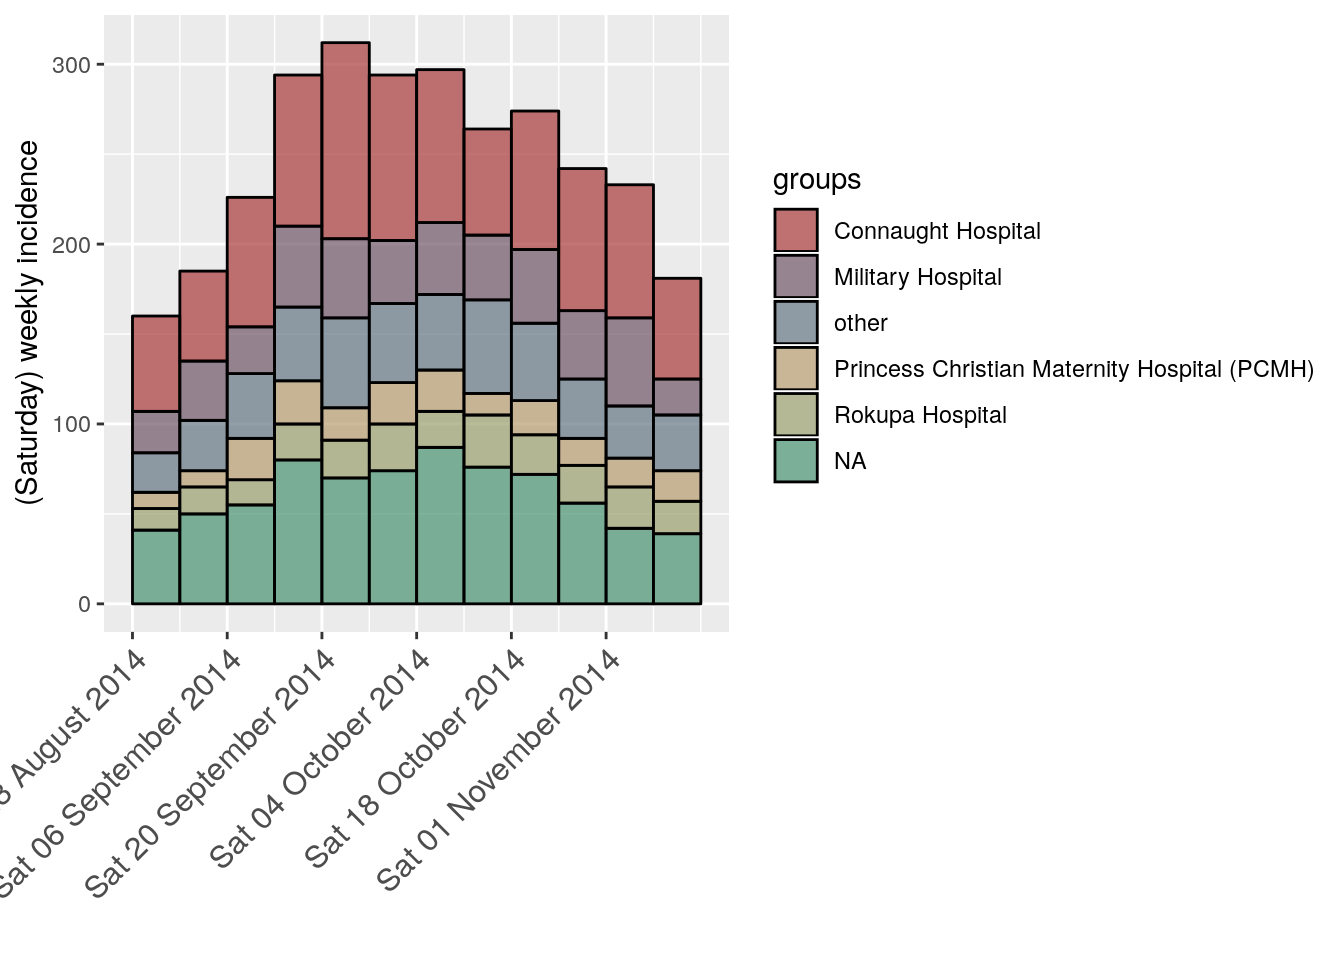 (Saturday) weekly incidence
300
200
100
0
August 2014
Sat 06 September 2014
Sat 20 September 2014
Sat 04 October 2014
Sat 18 October 2014
Sat 01 November 2014
groups
Connaught Hospital
Military Hospital
other
Princess Christian Maternity Hospital (PCMH)
Rokupa Hospital
NA